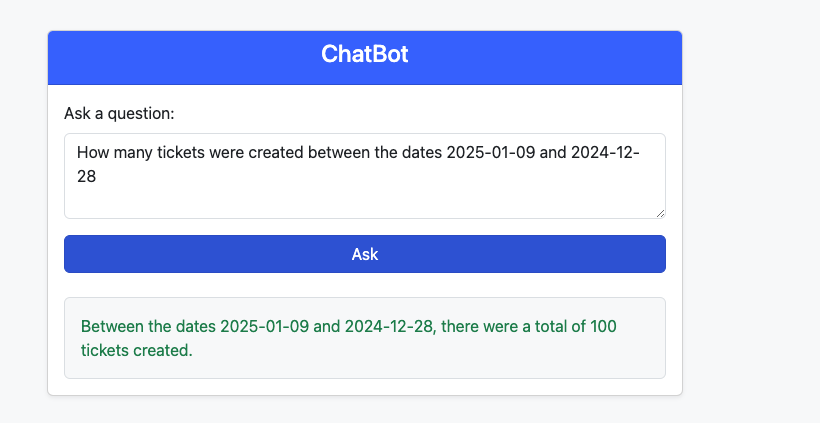 ChatBot
Ask a question:
How many tickets were created between the dates 2025-01-09 and 2024-12-
28
Ask
Between the dates 2025-01-09 and 2024-12-28, there were a total of 100
tickets created.